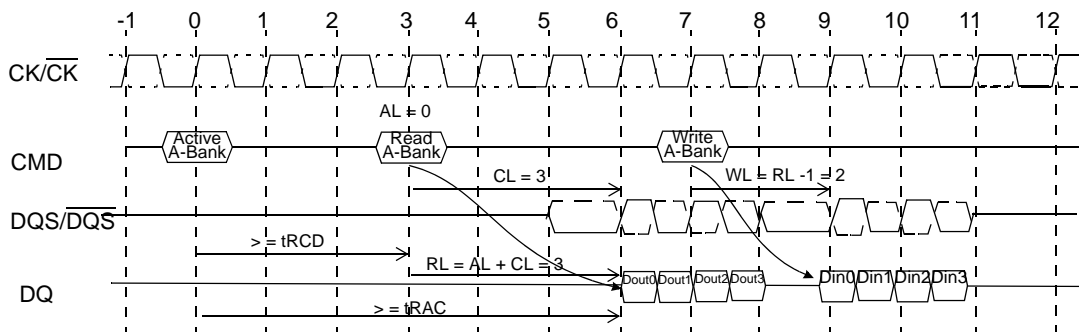 -1 0 1 2 3 4 5 6 7 8 9 10 11 12
CK/CK
AL = 0
CMD
Active
A-Bank
Read
A-Bank
Write
A-Bank
CL = 3
WL = RL -1 = 2
DQS/DQS
> = tRCD
RL = AL + CL = 3
DQ
Dout0 Dout1 Dout2 Dout3 Din0 Din1 Din2 Din3
> = tRAC